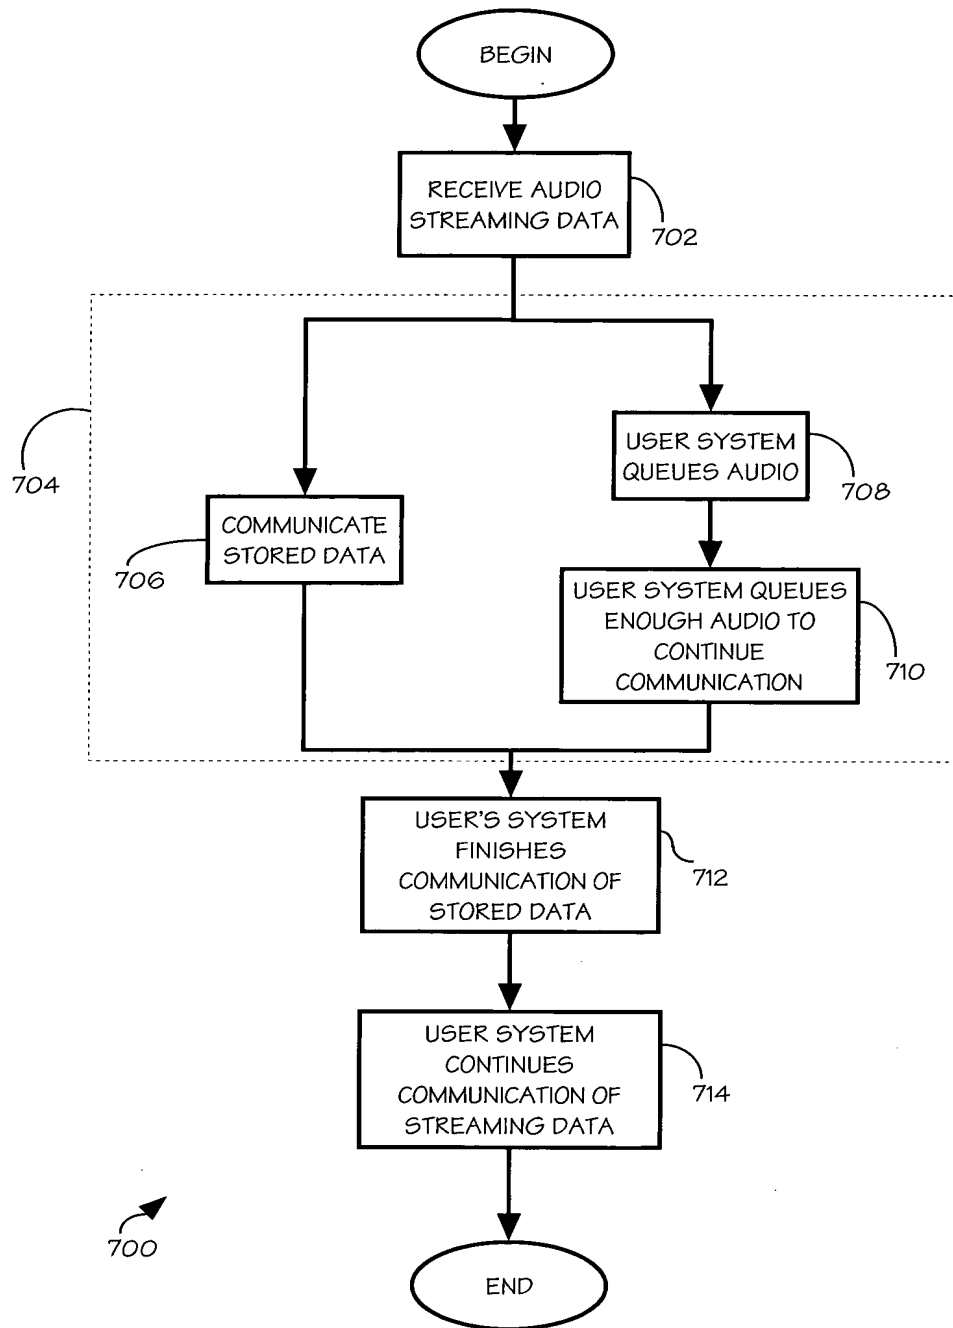 BEGIN
RECEIVE AUDIO
STREAMING DATA
702
704
USER SYSTEM
QUEUES AUDIO
708
COMMUNICATE
STORED DATA
706
USER SYSTEM QUEUES
ENOUGH AUDIO TO
CONTINUE
COMMUNICATION
710
USER'S SYSTEM
FINISHES
COMMUNICATION OF
STORED DATA
712
USER SYSTEM
CONTINUES
COMMUNICATION OF
STREAMING DATA
714
700
END